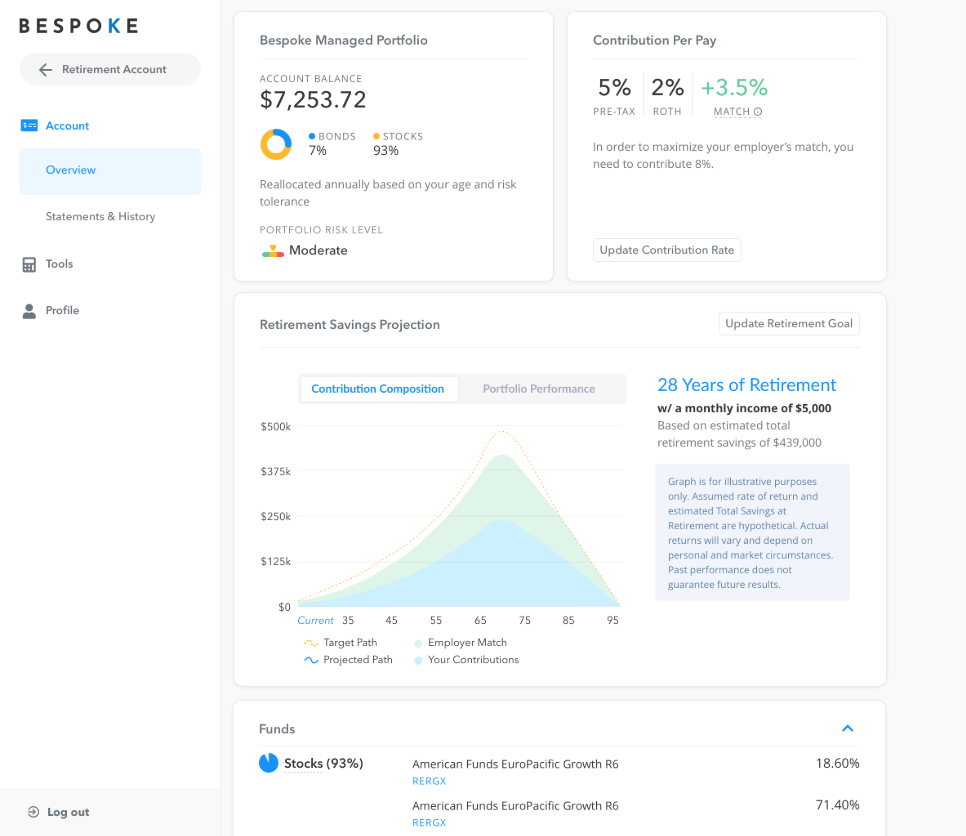 BESPOKE
Retirement Account
Account
Overview
Statements & History
Tools
Profile
Log out
Bespoke Managed Portfolio
ACCOUNT BALANCE
$7,253.72
BONDS
7%
STOCKS
93%
Reallocated annually based on your age and risk
tolerance
PORTFOLIO RISK LEVEL
Moderate
Contribution Per Pay
5% 2% +3.5%
PRE-TAX ROTH MATCH
In order to maximize your employer’s match, you
need to contribute 8%.
Update Contribution Rate
Retirement Savings Projection
Update Retirement Goal
Contribution Composition
Portfolio Performance
$500k
$375k
$250k
$125k
$0
Current 35 45 55 65 75 85 95
Target Path
Employer Match
Projected Path
Your Contributions
28 Years of Retirement
w/ a monthly income of $5,000
Based on estimated total
retirement savings of $439,000
Graph is for illustrative purposes
only. Assumed rate of return and
estimated Total Savings at
Retirement are hypothetical. Actual
returns will vary and depend on
personal and market circumstances.
Past performance does not
guarantee future results.
Funds
Stocks (93%)
American Funds EuroPacific Growth R6
18.60%
RERGX
American Funds EuroPacific Growth R6
71.40%
RERGX